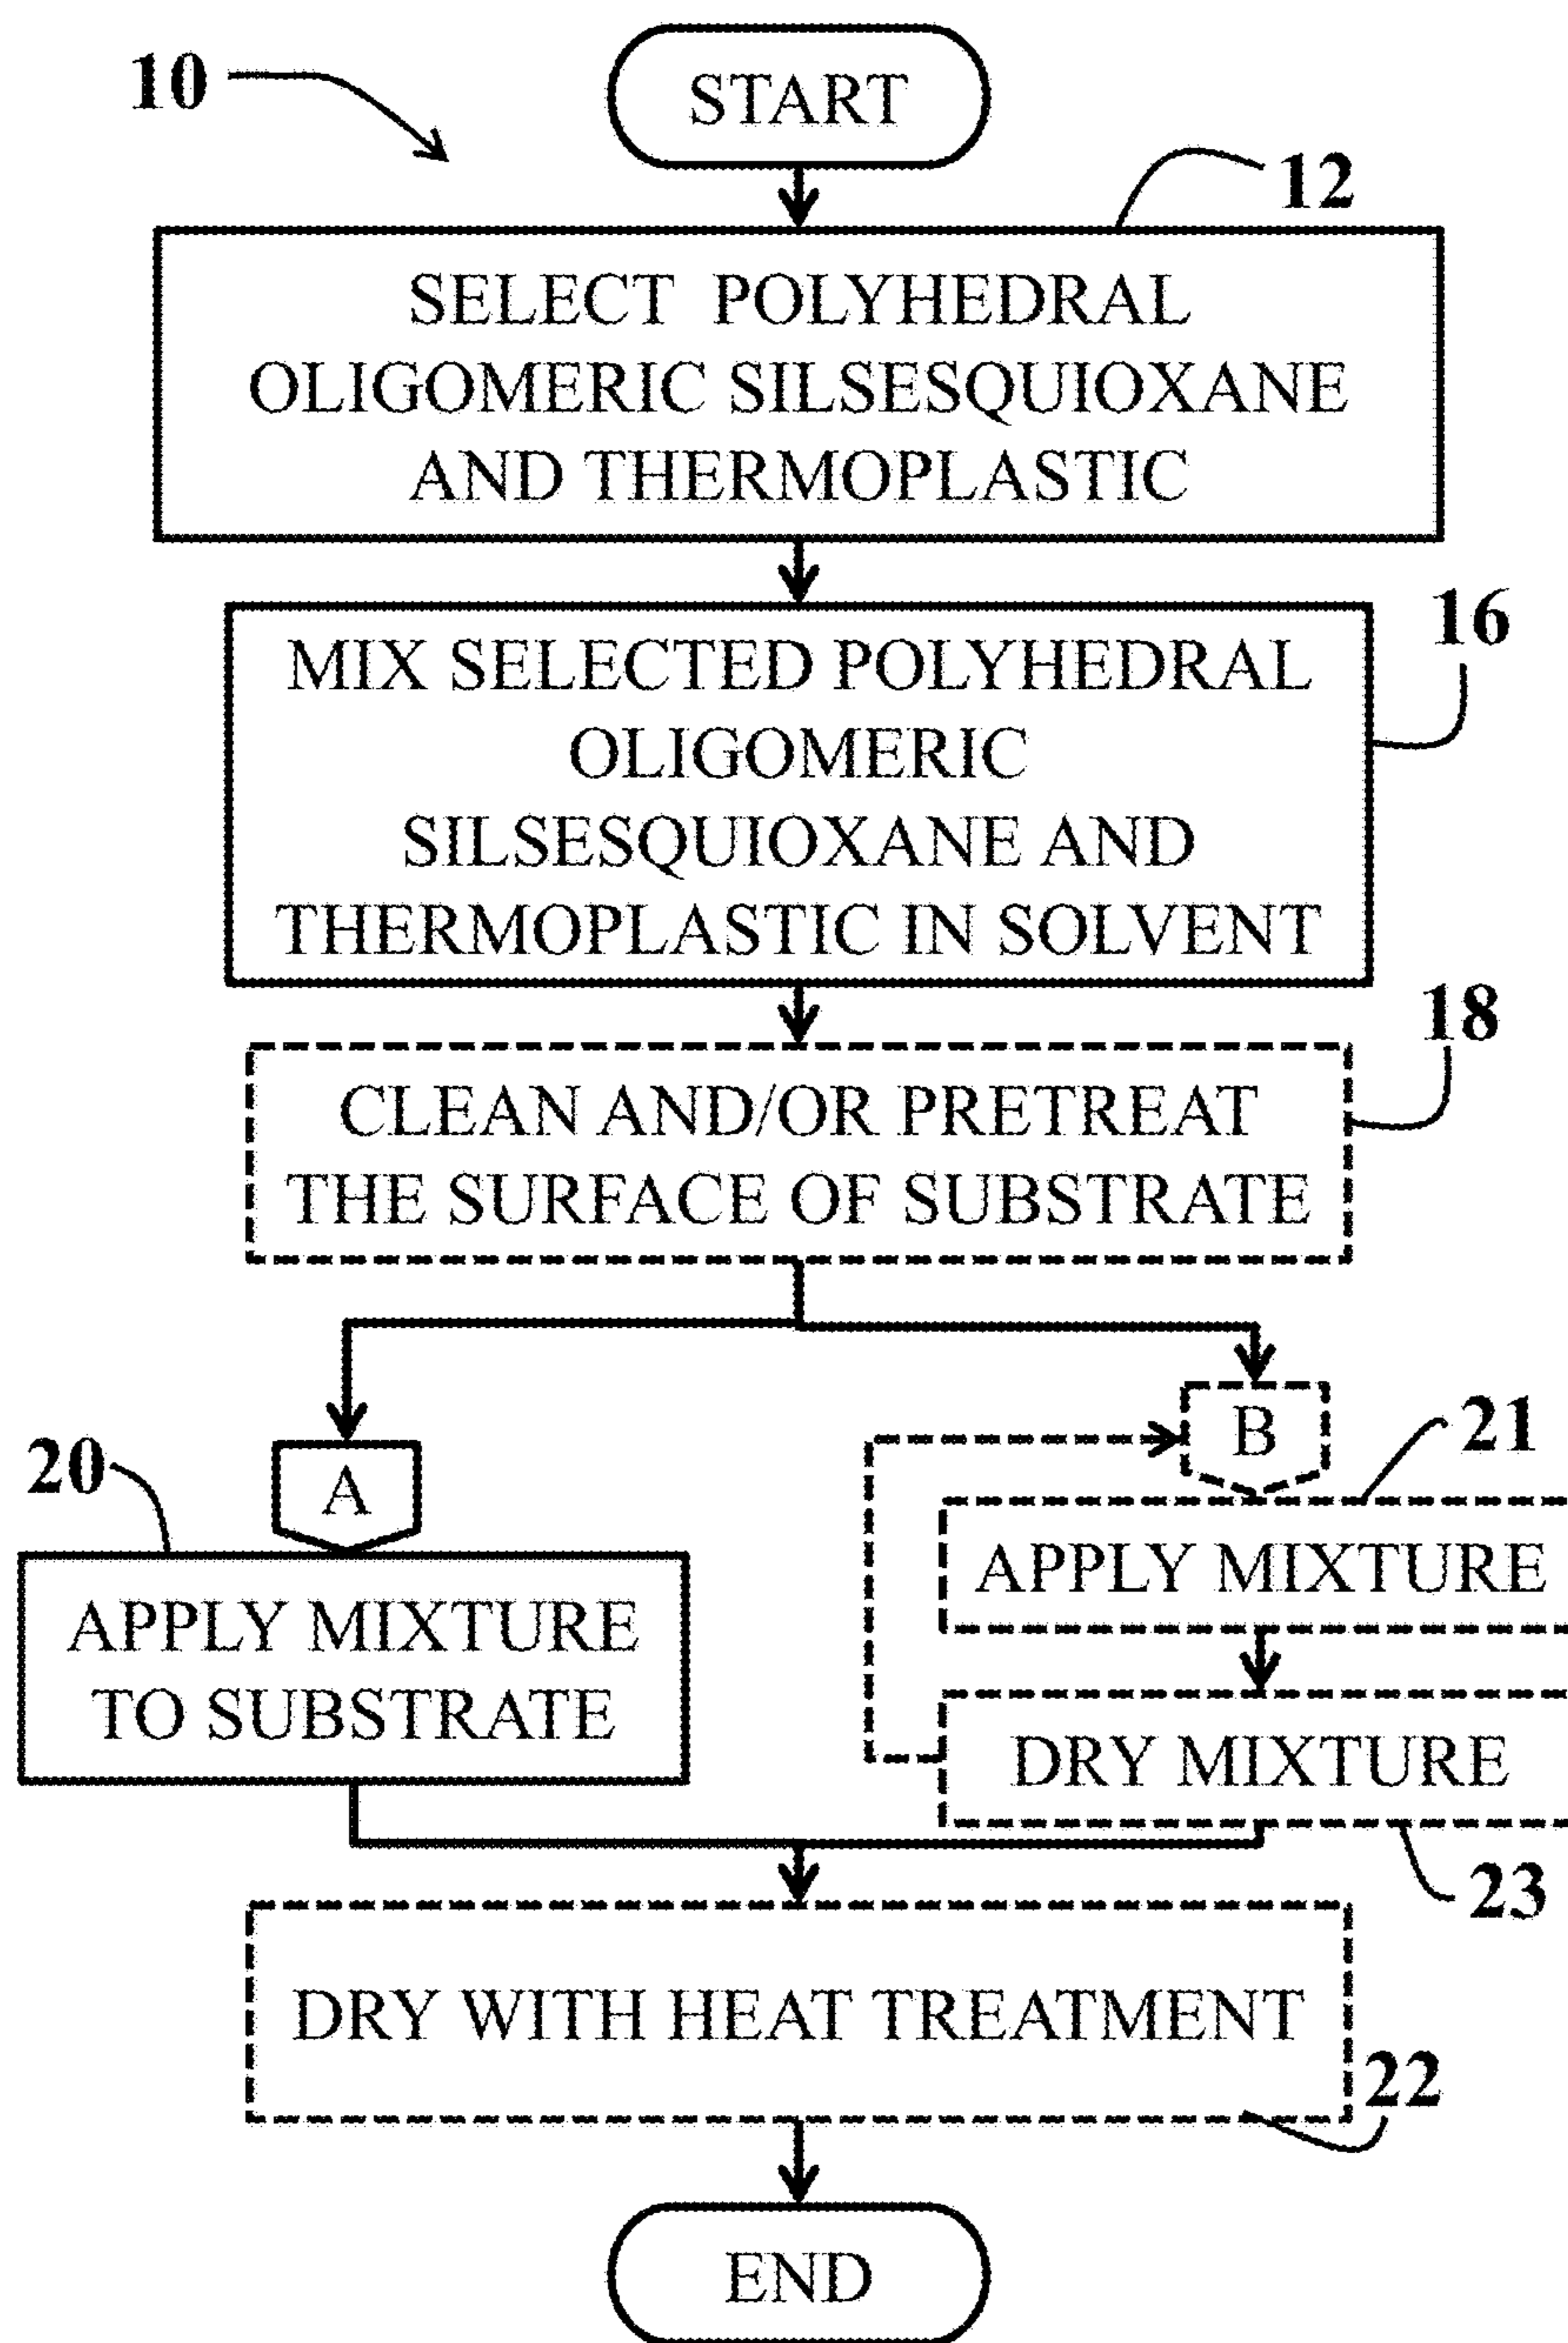 10
START
12
SELECT POLYHEDRAL
OLIGOMERIC SILSESQUIOXANE
AND THERMOPLASTIC
16
MIX SELECTED POLYHEDRAL
OLIGOMERIC
SILSESQUIOXANE AND
THERMOPLASTIC IN SOLVENT
18
CLEAN AND/OR PRETREAT
THE SURFACE OF SUBSTRATE
20
A
APPLY MIXTURE
TO SUBSTRATE
B
21
APPLY MIXTURE
DRY MIXTURE
23
DRY WITH HEAT TREATMENT
22
END